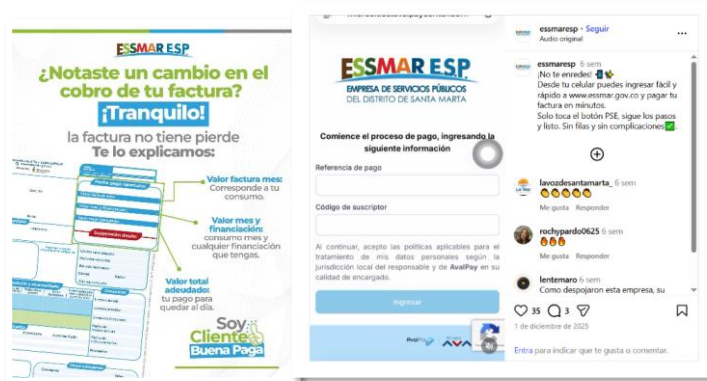 ESSMAR E.S.P.
¿Notaste un cambio en el
cobro de tu factura?
¡Tranquilo!
la factura no tiene pierde
Te lo explicamos:
Valor factura mes:
Corresponde a tu
consumo.
Valor mes y
financiación:
consumo mes y
cualquier financiación
que tengas.
Valor total
adeudado:
tu pago para
quedar al día.
Soy
Cliente
Buena Paga
ESSMAR E.S.P.
EMPRESA DE SERVICIOS PÚBLICOS
DEL DISTRITO DE SANTA MARTA
Comience el proceso de pago, ingresando la
siguiente información
Referencia de pago
Código de suscriptor
Al continuar, acepto las políticas aplicables para el
tratamiento de mis datos personales según la
jurisdicción local del responsable y de AvalPay en su
calidad de encargado.
Ingresar
AvalPay
AVAL
essmaresp • Seguir
Audio original
essmaresp 6 sem
¡No te enredes!
Desde tu celular puedes ingresar fácil y
rápido a www.essmar.gov.co y pagar tu
factura en minutos.
Solo toca el botón PSE, sigue los pasos
y listo. Sin filas y sin complicaciones ✅.
lavozdesantamarta_ 6 sem
👏👏👏👏👏
Me gusta Responder
rochypardo0625 6 sem
🔥🔥🔥
Me gusta Responder
lentemaro 6 sem
Como despojaron esta empresa, su
35 3
1 de diciembre de 2025
Entra para indicar que te gusta o comentar.